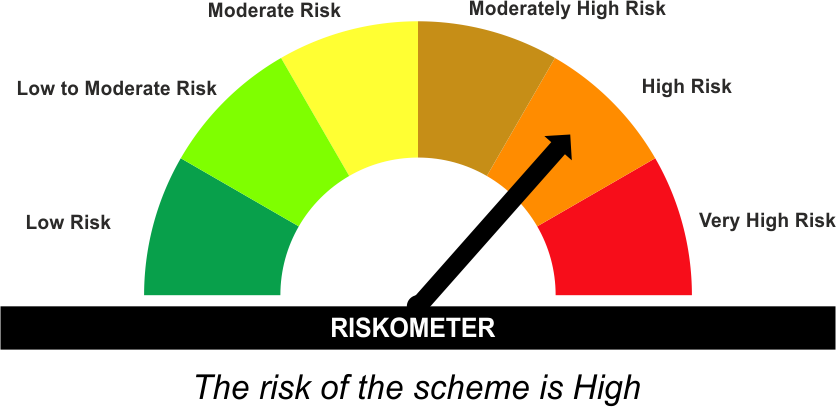 Moderate Risk
Moderately High Risk
Low to Moderate Risk
High Risk
Low Risk
Very High Risk
RISKOMETER
The risk of the scheme is High